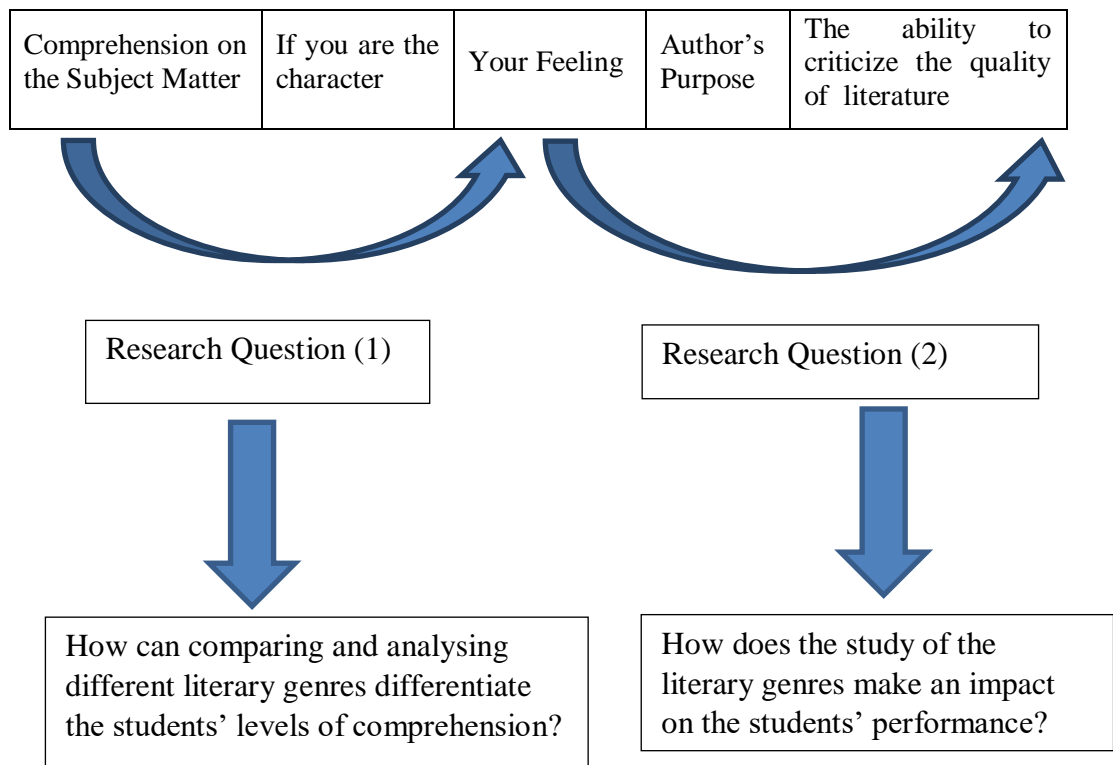 Comprehension on
the Subject Matter
If you are the
character
Your Feeling
Author’s
Purpose
The ability to
criticize the quality
of literature
Research Question (1)
Research Question (2)
How can comparing and analysing
different literary genres differentiate
the students’ levels of comprehension?
How does the study of the
literary genres make an impact
on the students’ performance?